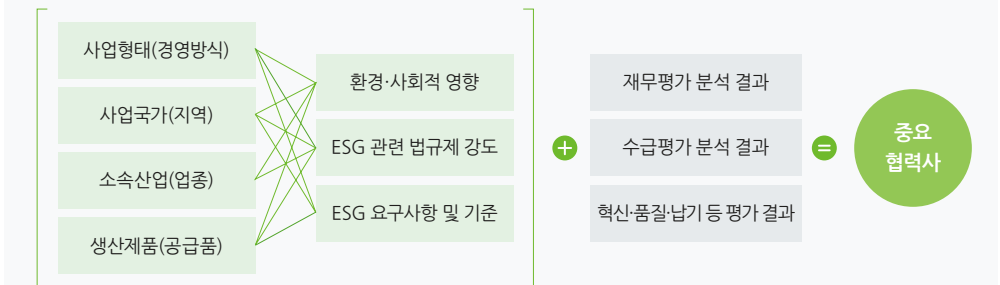 사업형태(경영방식)
사업국가(지역)
소속산업(업종)
생산제품(공급품)
환경·사회적 영향
ESG 관련 법규제 강도
ESG 요구사항 및 기준
+
재무평가 분석 결과
수급평가 분석 결과
혁신·품질·납기 등 평가 결과
=
중요
협력사